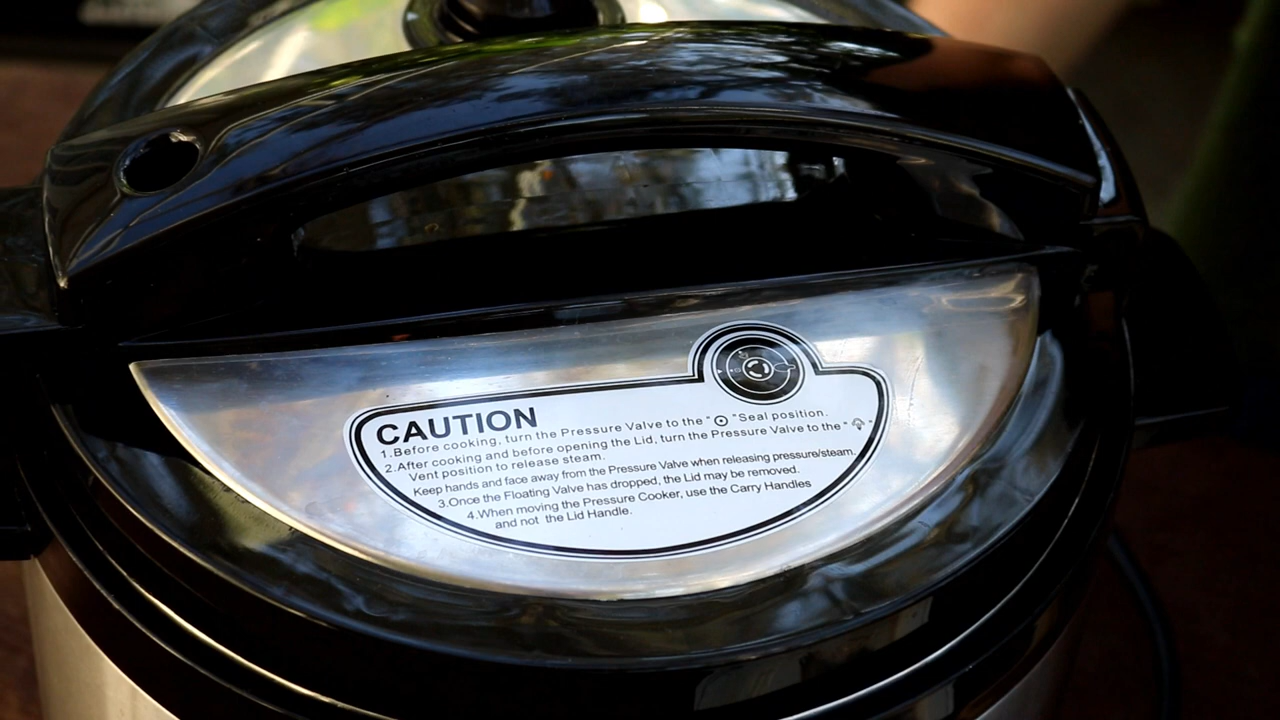 CAUTION
1.Before cooking, turn the Pressure Valve to the "⊙"Seal position.
2.After cooking and before opening the Lid, turn the Pressure Valve to the " "
Vent position to release steam.
Keep hands and face away from the Pressure Valve when releasing pressure/steam.
3.Once the Floating Valve has dropped, the Lid may be removed.
4.When moving the Pressure Cooker, use the Carry Handles
and not the Lid Handle.